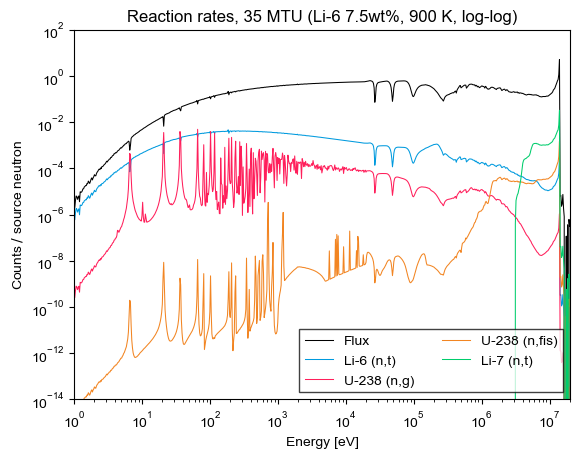 Reaction rates, 35 MTU (Li-6 7.5wt%, 900 K, log-log)
Counts / source neutron
10^2
10^0
10^-2
10^-4
10^-6
10^-8
10^-10
10^-12
10^-14
Flux
Li-6 (n,t)
U-238 (n,g)
U-238 (n,fis)
Li-7 (n,t)
10^0 10^1 10^2 10^3 10^4 10^5 10^6 10^7
Energy [eV]